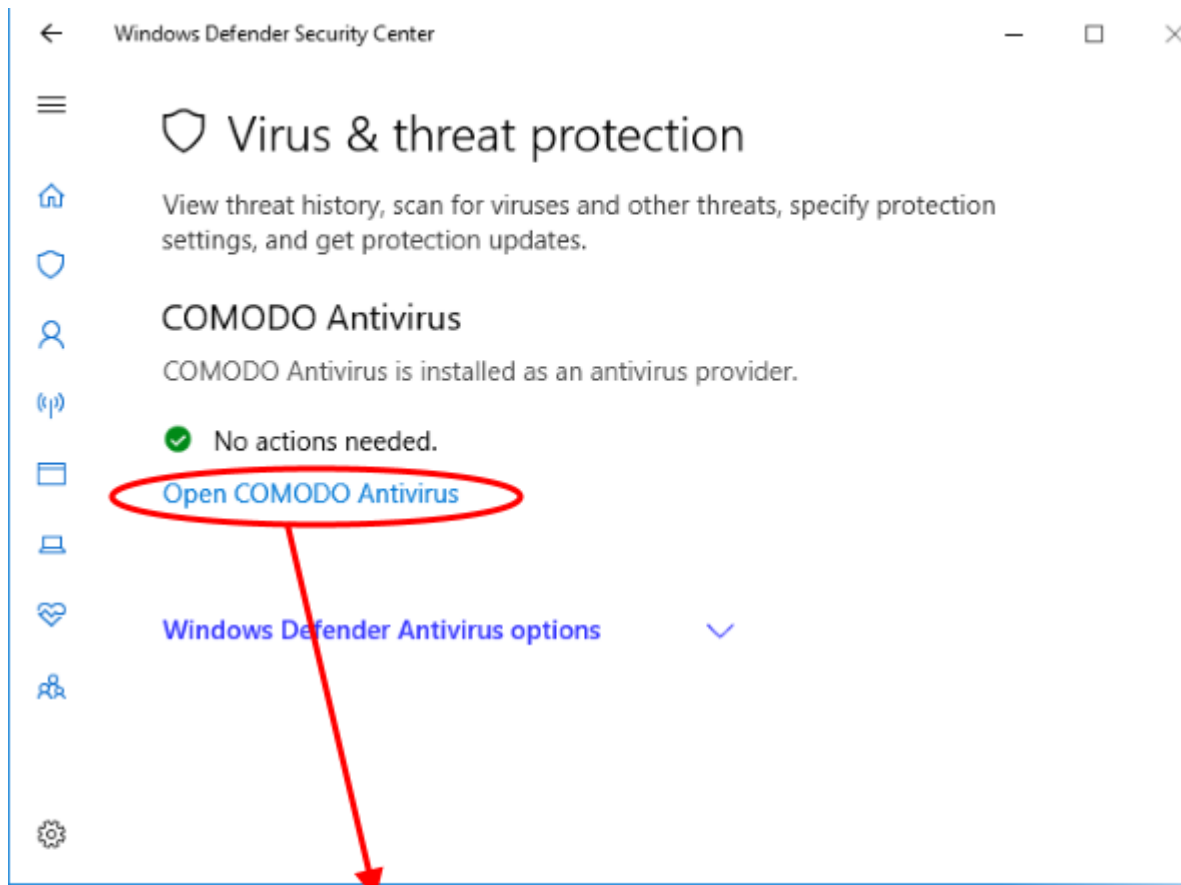 Windows Defender Security Center
Virus & threat protection
View threat history, scan for viruses and other threats, specify protection
settings, and get protection updates.
COMODO Antivirus
COMODO Antivirus is installed as an antivirus provider.
No actions needed.
Open COMODO Antivirus
Windows Defender Antivirus options